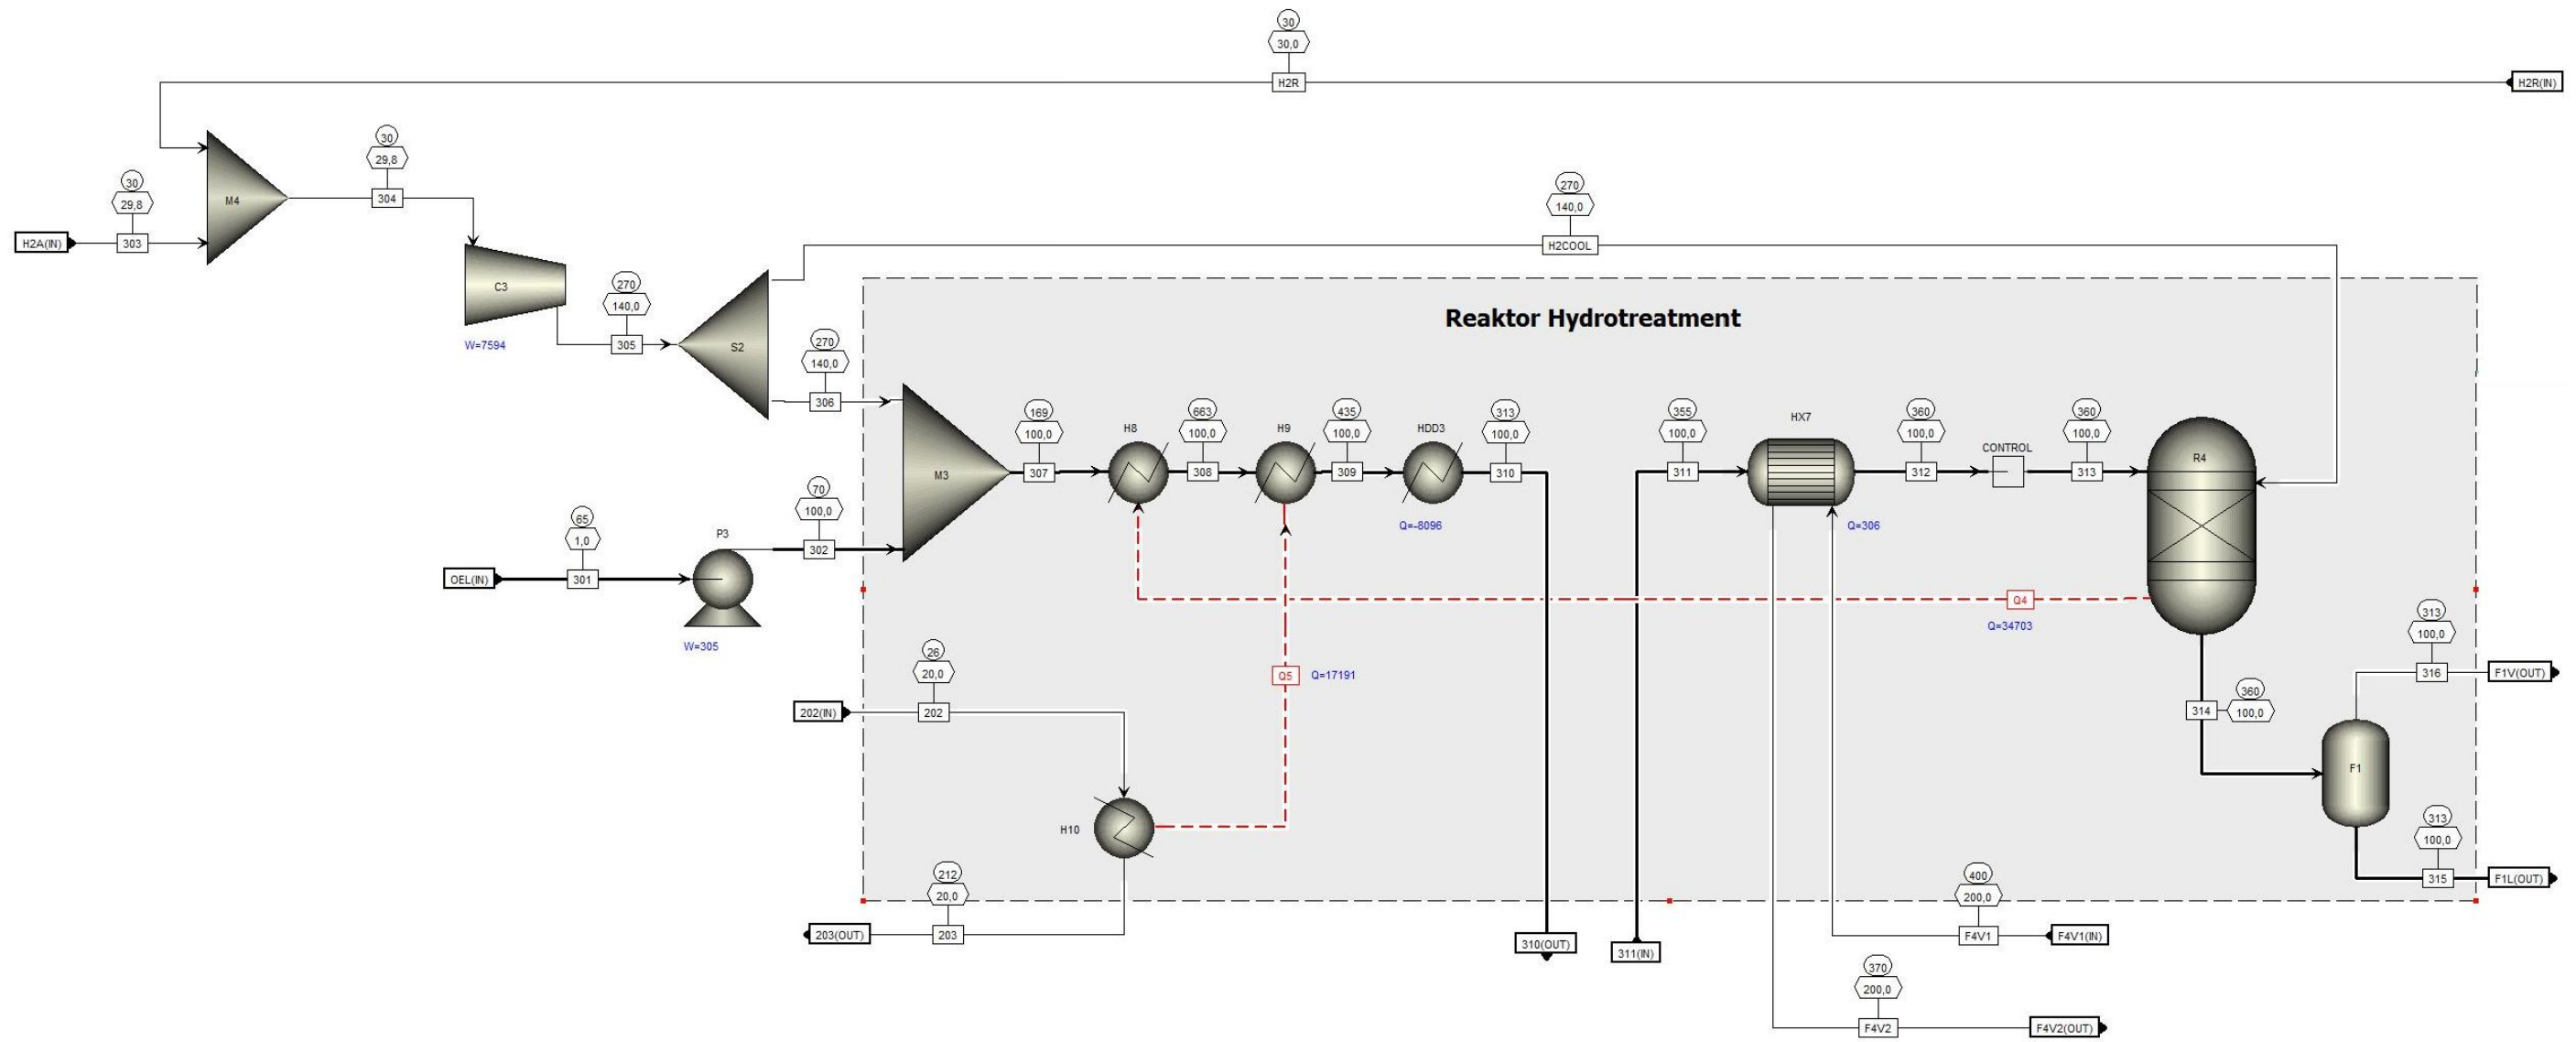 30
30,0
H2R
H2R(IN)
30
29,8
304
30
29,8
303
H2A(IN)
M4
270
140,0
H2COOL
C3
W=7594
270
140,0
305
S2
270
140,0
306
Reaktor Hydrotreatment
M3
169
100,0
307
H8
663
100,0
308
H9
435
100,0
309
HDD3
313
100,0
310
Q=-8096
355
100,0
311
HX7
Q=306
360
100,0
312
CONTROL
360
100,0
313
R4
70
100,0
302
65
1,0
301
OEL(IN)
P3
W=305
Q4
Q=34703
Q5
Q=17191
26
20,0
202
202(IN)
H10
212
20,0
203
203(OUT)
313
100,0
316
F1V(OUT)
314
360
100,0
F1
313
100,0
315
F1L(OUT)
310(OUT)
311(IN)
400
200,0
F4V1
F4V1(IN)
370
200,0
F4V2
F4V2(OUT)